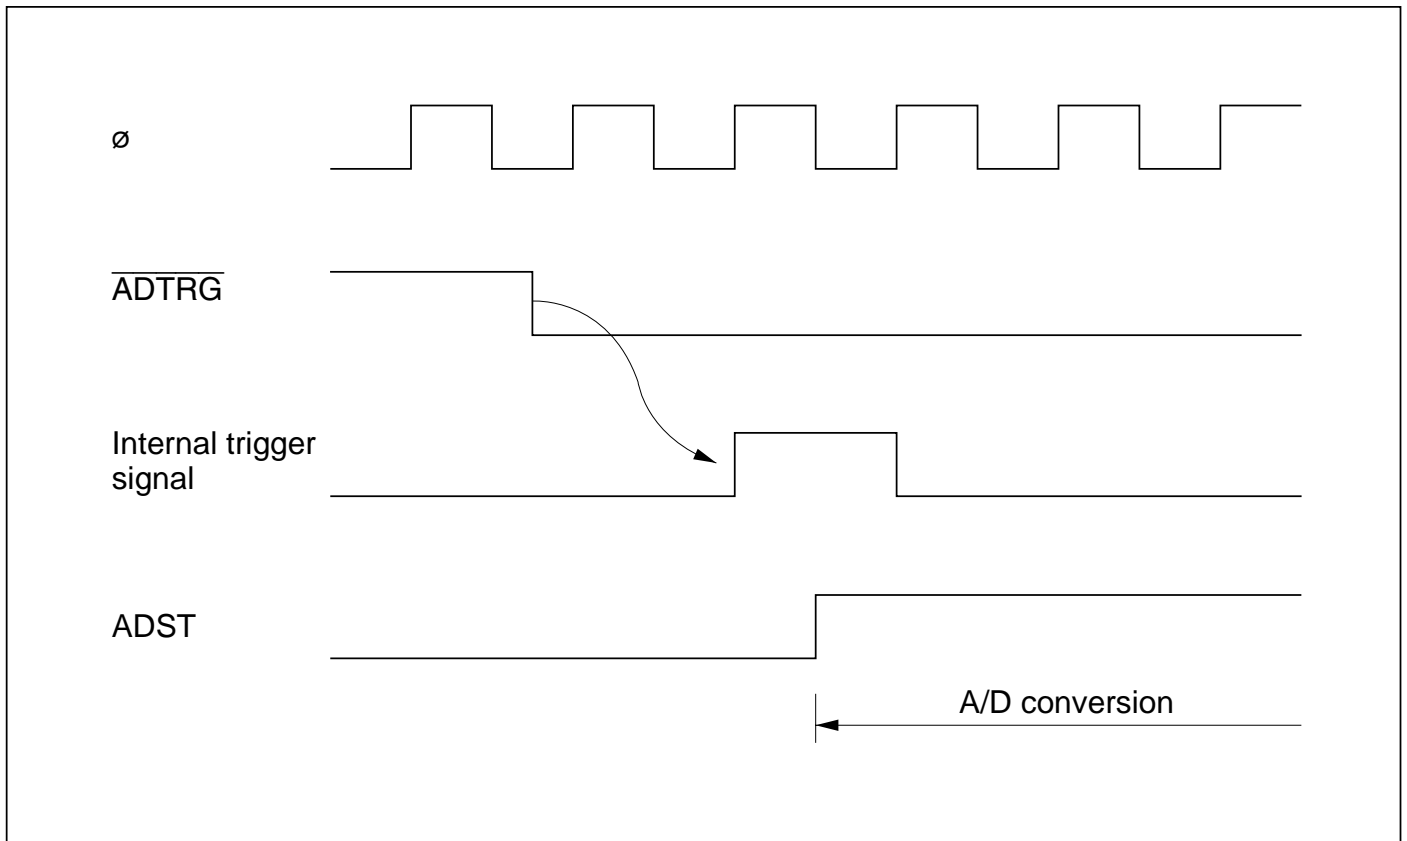 ø
ADTRG
Internal trigger
signal
ADST
A/D conversion